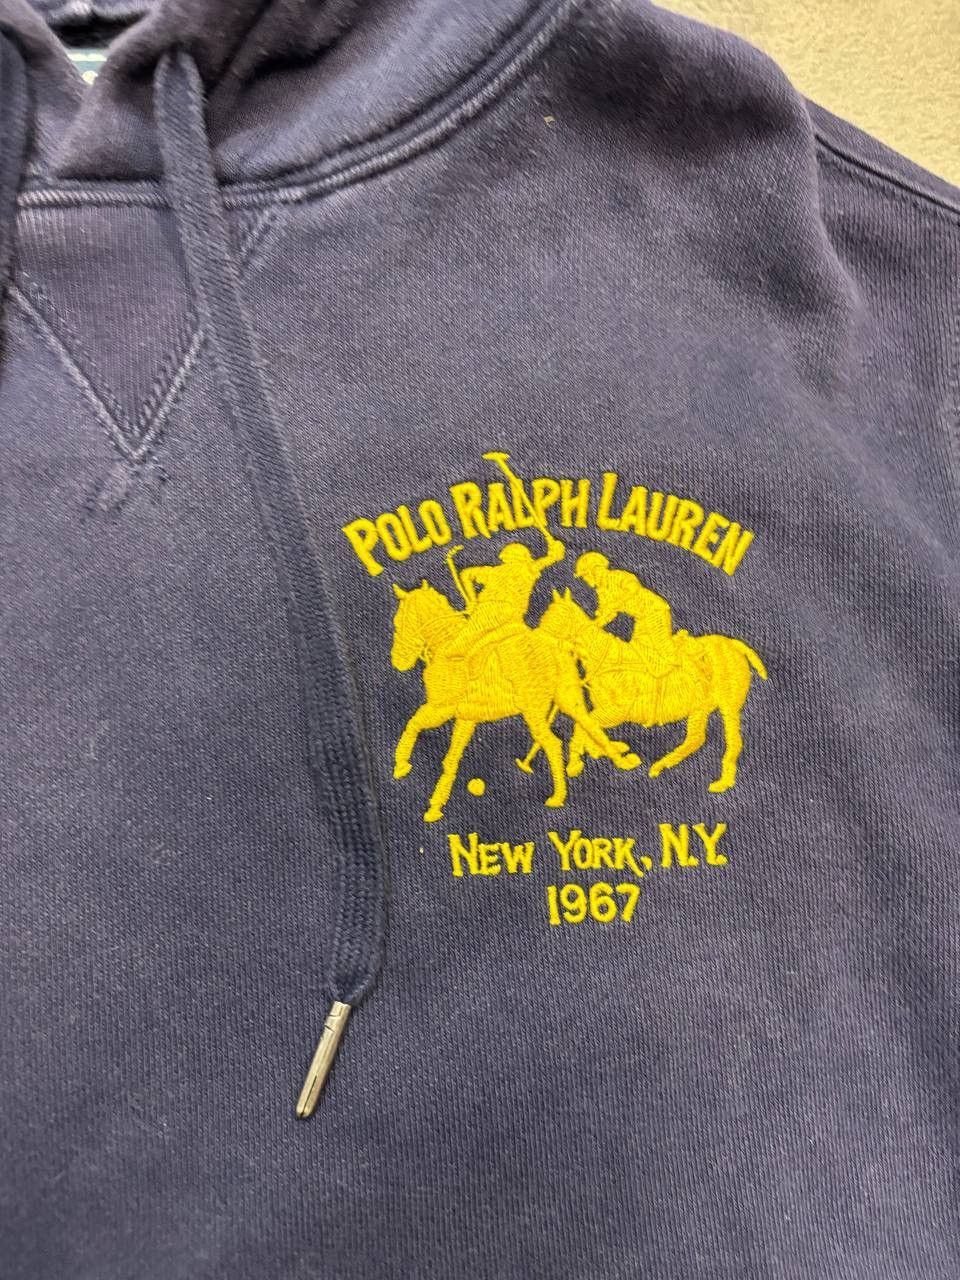 POLO RALPH LAUREN
NEW YORK, N.Y.
1967